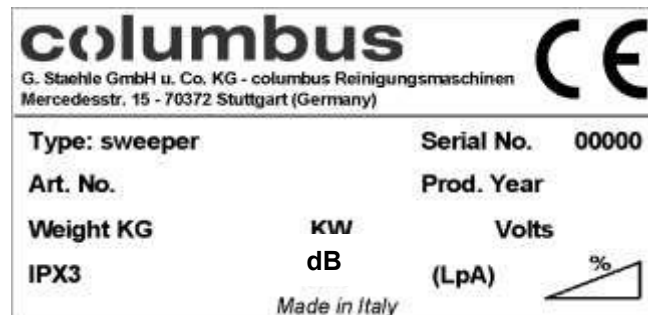 columbus
CE
G. Staehle GmbH u. Co. KG - columbus Reinigungsmaschinen
Mercedesstr. 15 - 70372 Stuttgart (Germany)
Type: sweeper Serial No. 00000
Art. No. Prod. Year
Weight KG KW Volts
IPX3 dB (LpA) %
Made in Italy